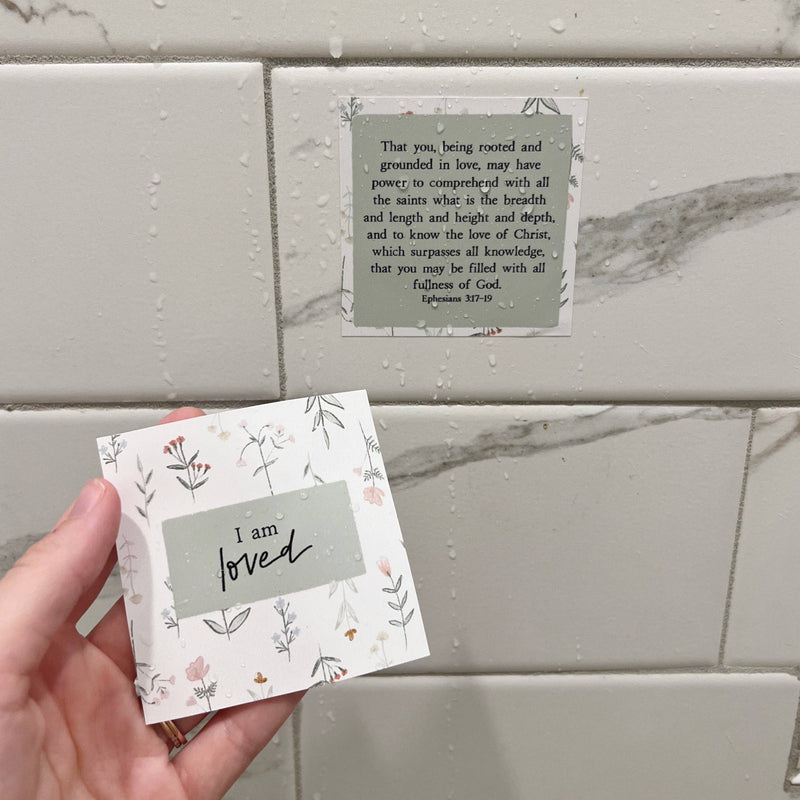 That you, being rooted and
grounded in love, may have
power to comprehend with all
the saints what is the breadth
and length and height and depth,
and to know the love of Christ,
which surpasses all knowledge,
that you may be filled with all
fullness of God.
Ephesians 3:17–19
I am
loved